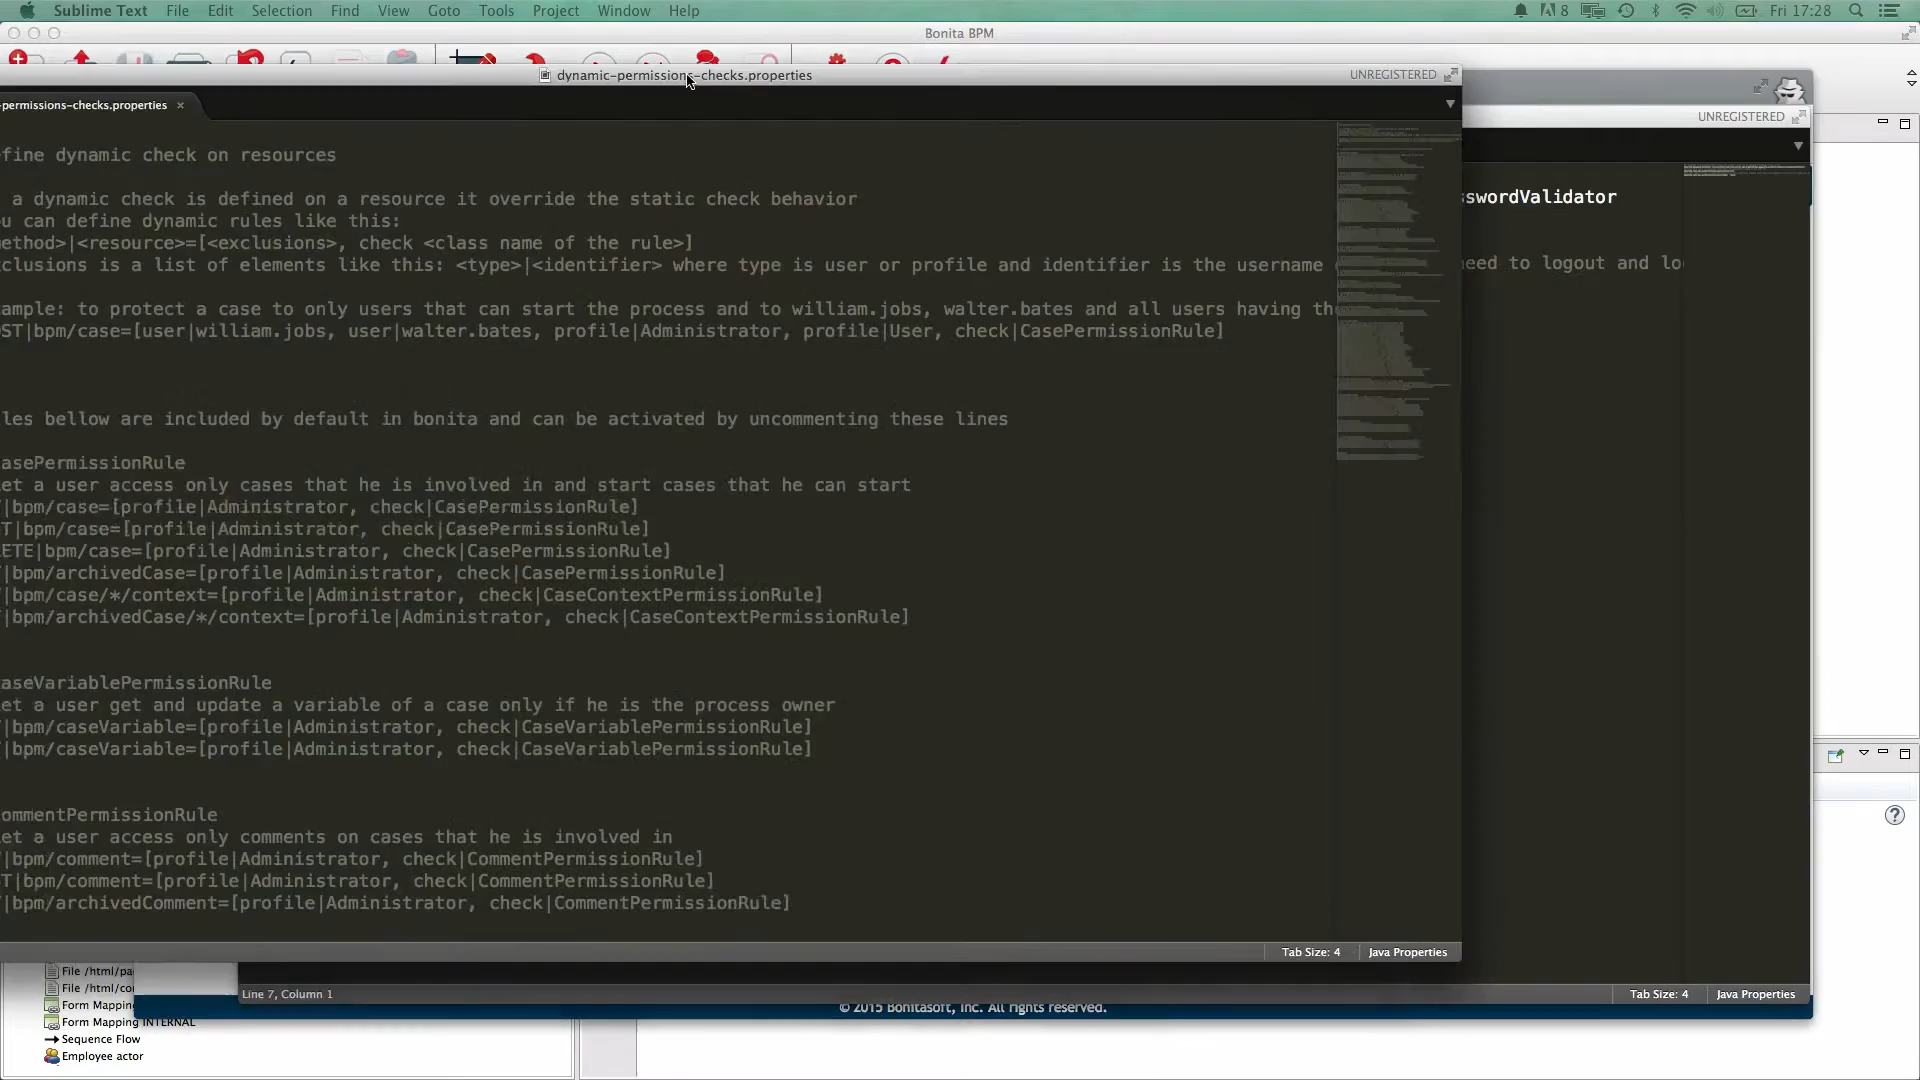 Sublime Text File Edit Selection Find View Goto Tools Project Window Help 8 Fri 17:28
Bonita BPM
dynamic-permissions-checks.properties UNREGISTERED
permissions-checks.properties × UNREGISTERED
fine dynamic check on resources
a dynamic check is defined on a resource it override the static check behavior sswordValidator
u can define dynamic rules like this:
ethod>|<resource>=[<exclusions>, check <class name of the rule>]
clusions is a list of elements like this: <type>|<identifier> where type is user or profile and identifier is the username need to logout and lo
ample: to protect a case to only users that can start the process and to william.jobs, walter.bates and all users having th
ST|bpm/case=[user|william.jobs, user|walter.bates, profile|Administrator, profile|User, check|CasePermissionRule]
les bellow are included by default in bonita and can be activated by uncommenting these lines
asePermissionRule
et a user access only cases that he is involved in and start cases that he can start
|bpm/case=[profile|Administrator, check|CasePermissionRule]
T|bpm/case=[profile|Administrator, check|CasePermissionRule]
ETE|bpm/case=[profile|Administrator, check|CasePermissionRule]
|bpm/archivedCase=[profile|Administrator, check|CasePermissionRule]
|bpm/case/*/context=[profile|Administrator, check|CaseContextPermissionRule]
|bpm/archivedCase/*/context=[profile|Administrator, check|CaseContextPermissionRule]
aseVariablePermissionRule
et a user get and update a variable of a case only if he is the process owner
|bpm/caseVariable=[profile|Administrator, check|CaseVariablePermissionRule]
|bpm/caseVariable=[profile|Administrator, check|CaseVariablePermissionRule]
ommentPermissionRule
et a user access only comments on cases that he is involved in
|bpm/comment=[profile|Administrator, check|CommentPermissionRule]
T|bpm/comment=[profile|Administrator, check|CommentPermissionRule]
|bpm/archivedComment=[profile|Administrator, check|CommentPermissionRule]
Tab Size: 4 Java Properties
File /html/pa
File /html/co
Line 7, Column 1 Tab Size: 4 Java Properties
Form Mapping
© 2015 Bonitasoft, Inc. All rights reserved.
Form Mapping INTERNAL
Sequence Flow
Employee actor